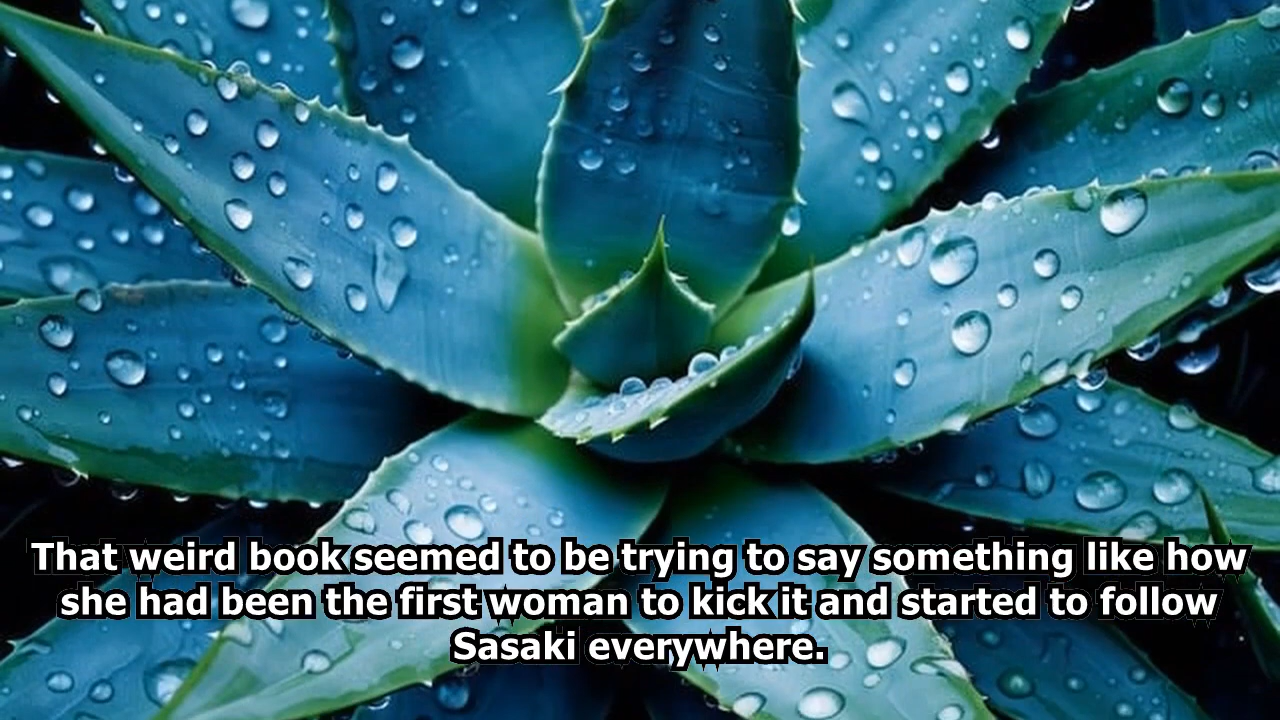 That weird book seemed to be trying to say something like how
she had been the first woman to kick it and started to follow
Sasaki everywhere.